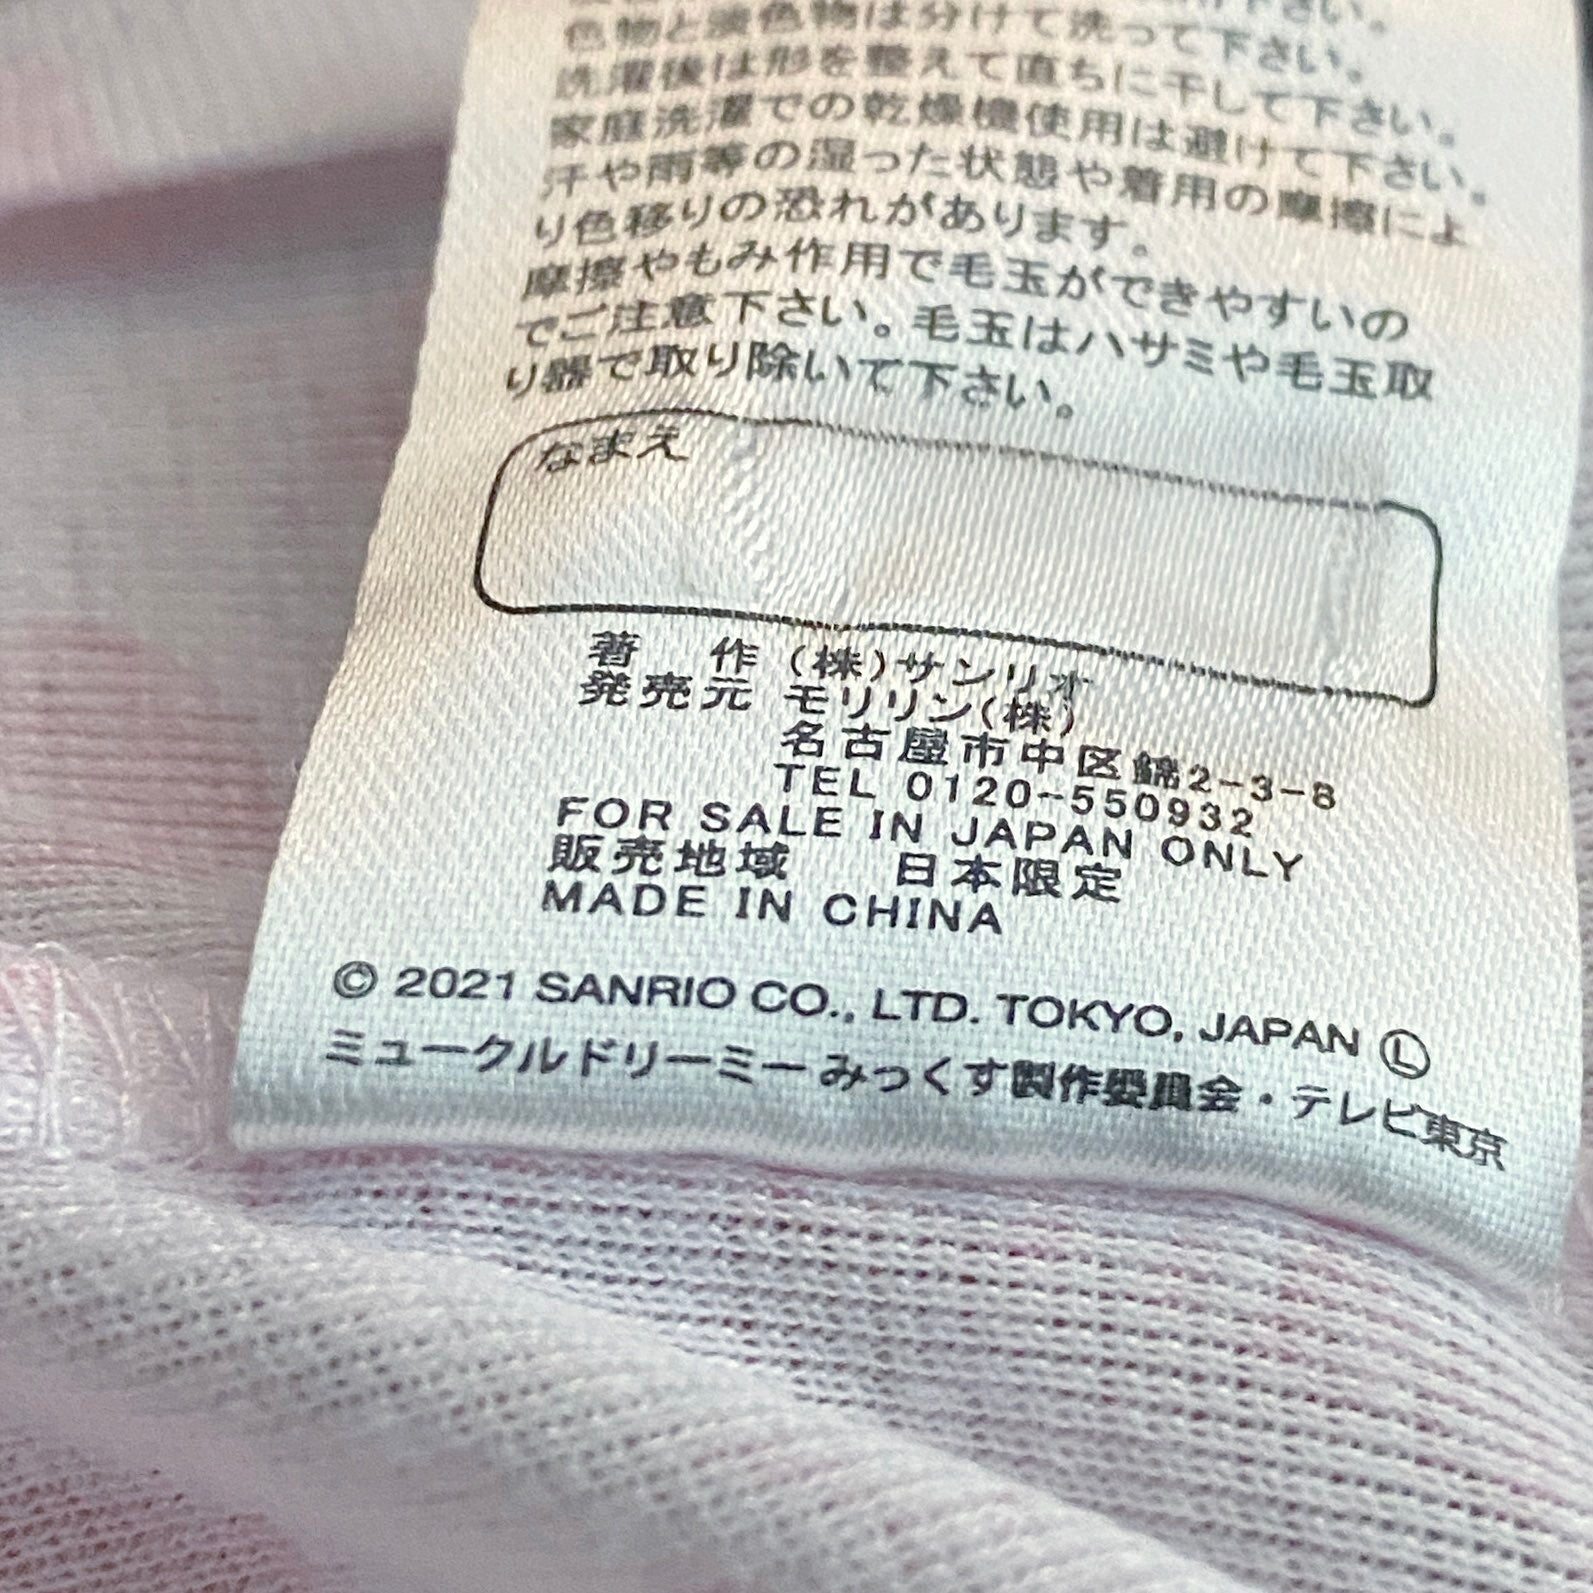 色物と淡色物は分けて洗って下さい。
洗濯後は形を整えて直ちに干して下さい。
家庭洗濯での乾燥機使用は避けて下さい。
汗や雨等の湿った状態や着用の摩擦によ
り色移りの恐れがあります。
摩擦やもみ作用で毛玉ができやすいの
でご注意下さい。毛玉はハサミや毛玉取
り器で取り除いて下さい。
なまえ
著 作 (株)サンリオ
発売元 モリリン(株)
名古屋市中区錦2-3-8
TEL 0120-550932
FOR SALE IN JAPAN ONLY
販売地域 日本限定
MADE IN CHINA
© 2021 SANRIO CO., LTD. TOKYO, JAPAN Ⓛ
ミュークルドリーミーみっくす製作委員会・テレビ東京